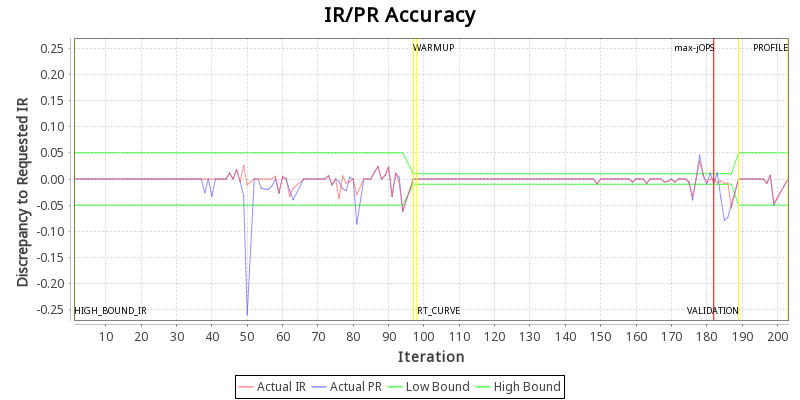 IR/PR Accuracy
Discrepancy to Requested IR
0.25
0.20
0.15
0.10
0.05
0.00
-0.05
-0.10
-0.15
-0.20
-0.25
WARMUP
max-jOPS
PROFILE
HIGH_BOUND_IR
RT_CURVE
VALIDATION
10 20 30 40 50 60 70 80 90 100 110 120 130 140 150 160 170 180 190 200
Iteration
Actual IR Actual PR Low Bound High Bound